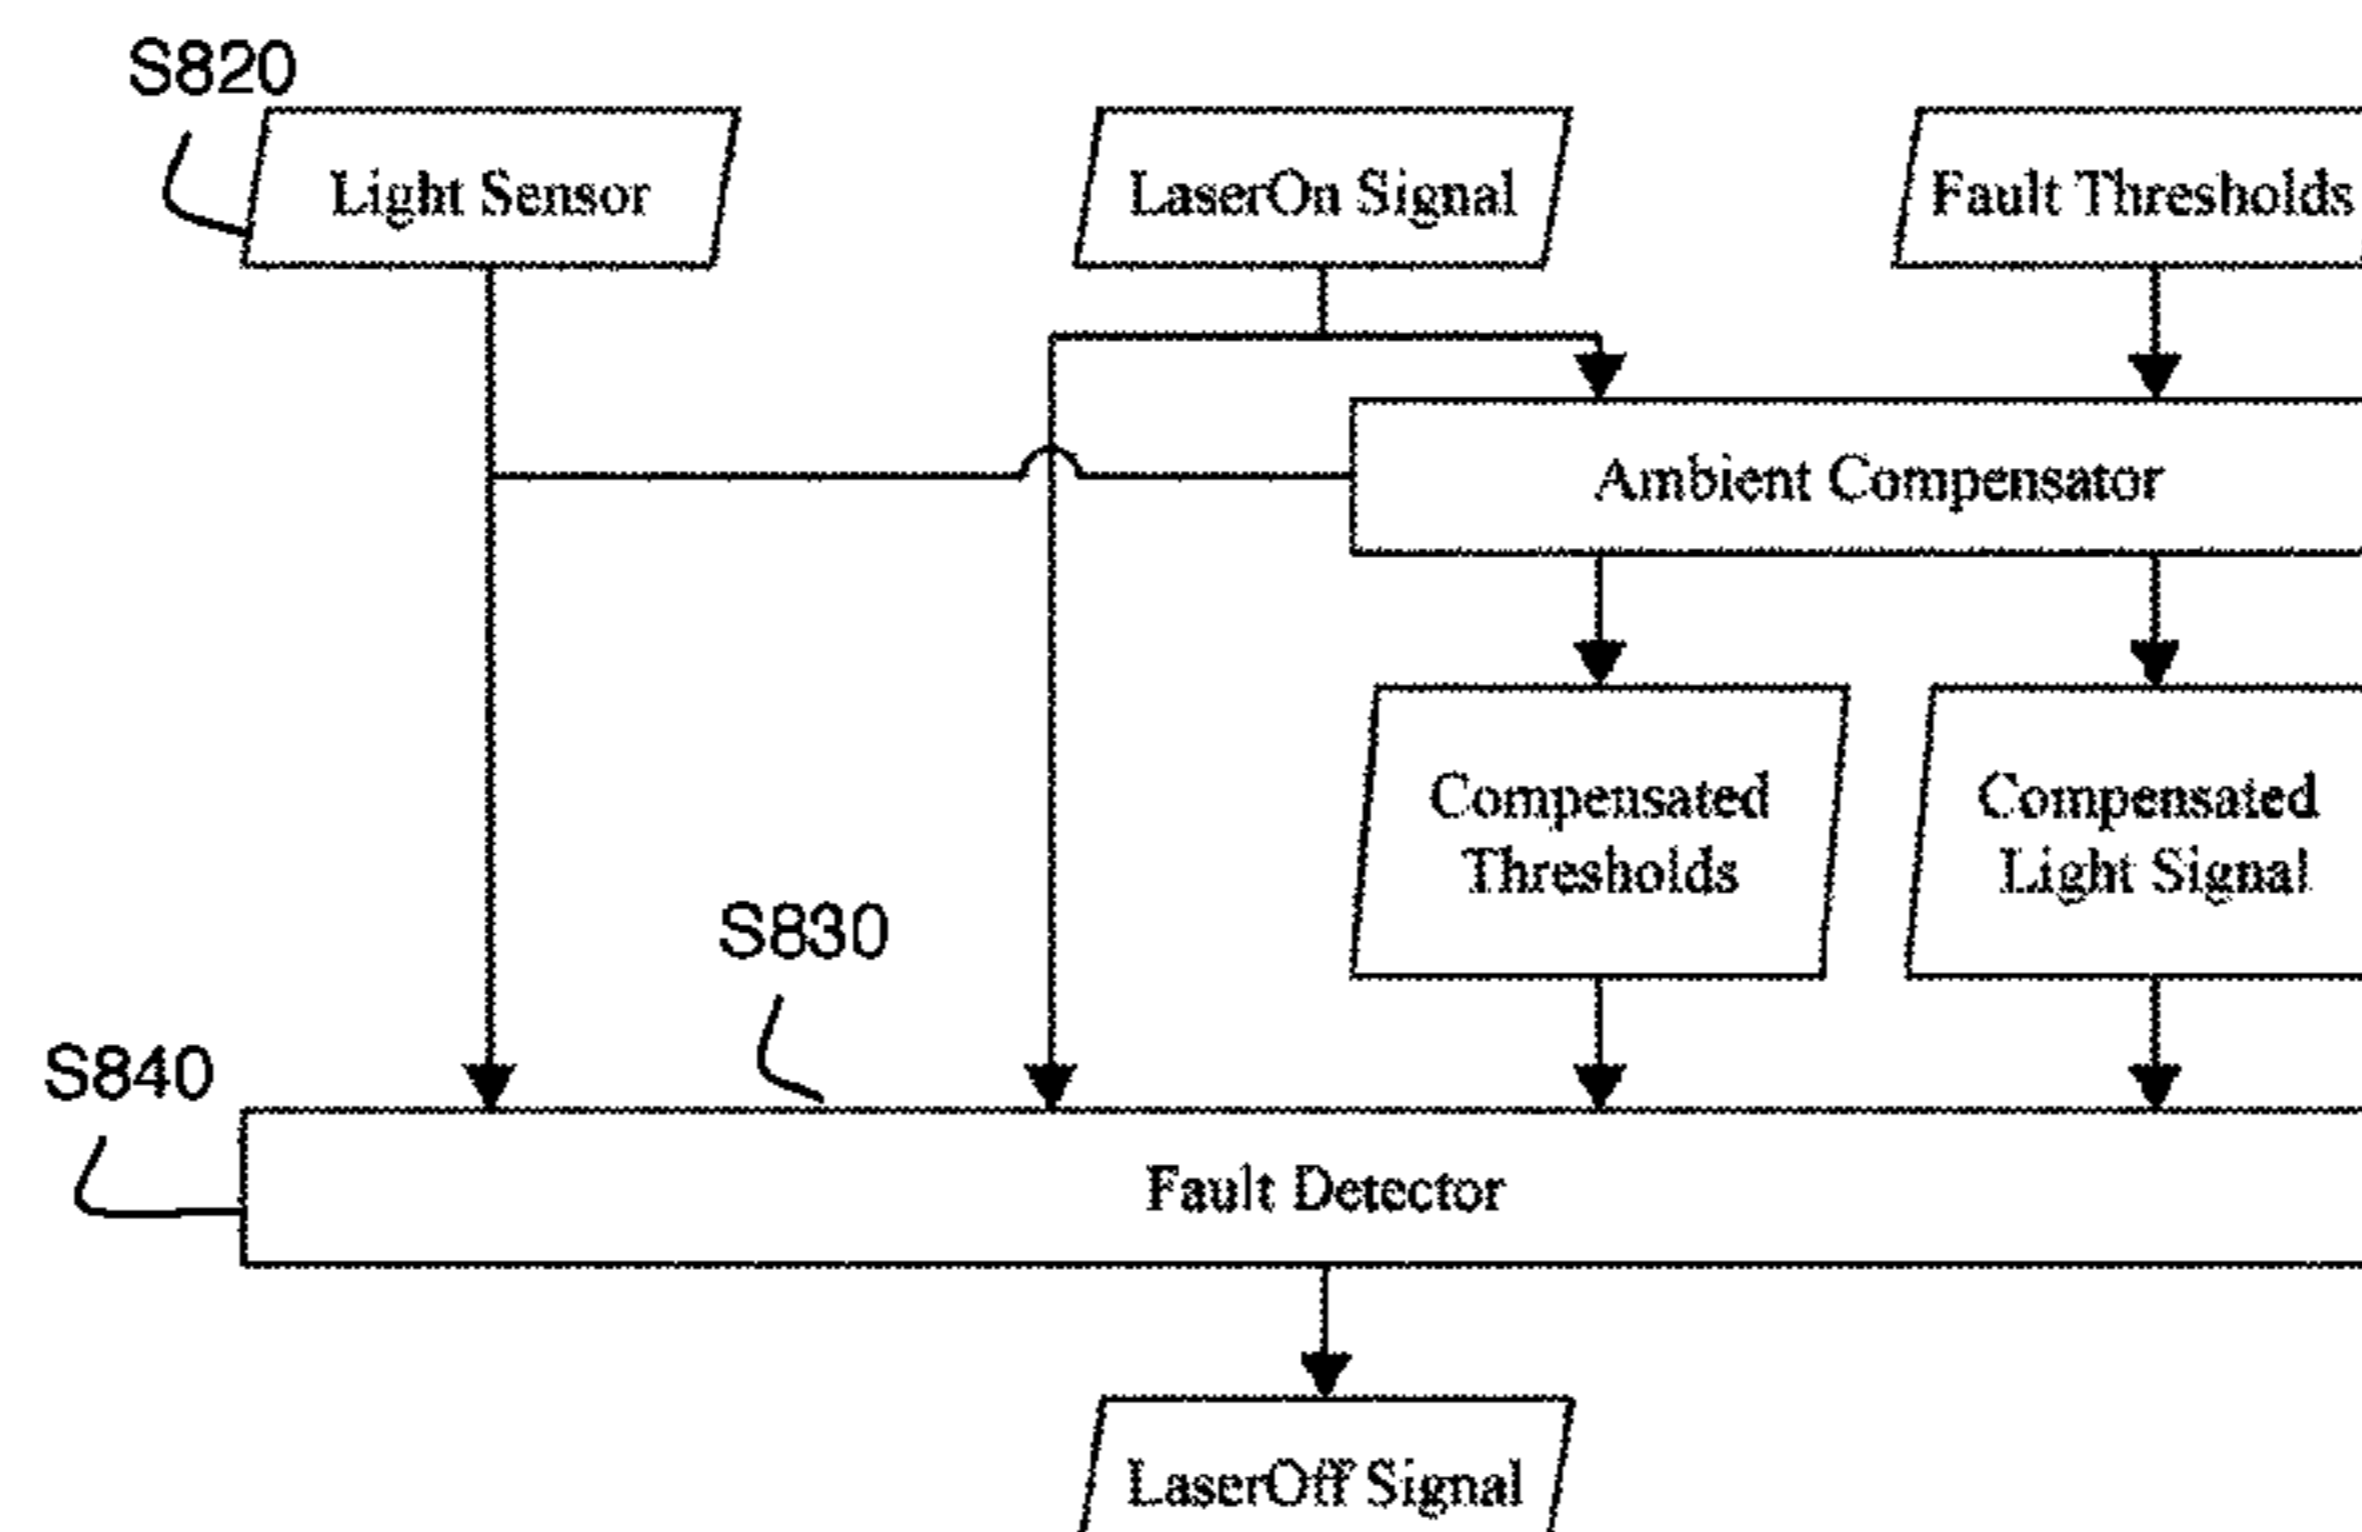 S820
Light Sensor
LaserOn Signal
Fault Thresholds
Ambient Compensator
Compensated
Thresholds
Compensated
Light Signal
S830
S840
Fault Detector
LaserOff Signal